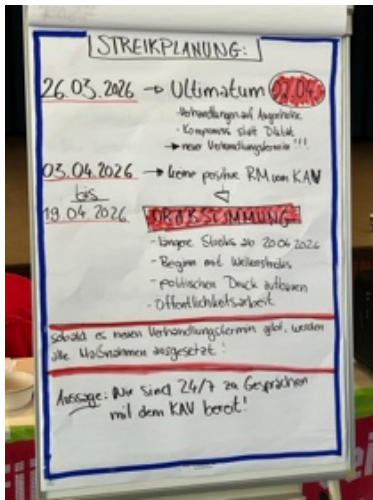 STREIKPLANUNG:
26.03.2026 → Ultimatum 02.04.
- Verhandlungen auf Augenhöhe
- Kompromiss statt Diktat
→ neuer Verhandlungstermin!!!
03.04.2026 → keine positive RM vom KAV
bis
19.04.2026 URABSTIMMUNG
- längere Streiks ab 20.04.2026
- Beginn mit Wellenstreiks
- politischen Druck aufbauen
- Öffentlichkeitsarbeit
sobald es neuen Verhandlungstermin gibt, werden
alle Maßnahmen ausgesetzt!
Aussage: Wir sind 24/7 zu Gesprächen
mit dem KAV bereit!